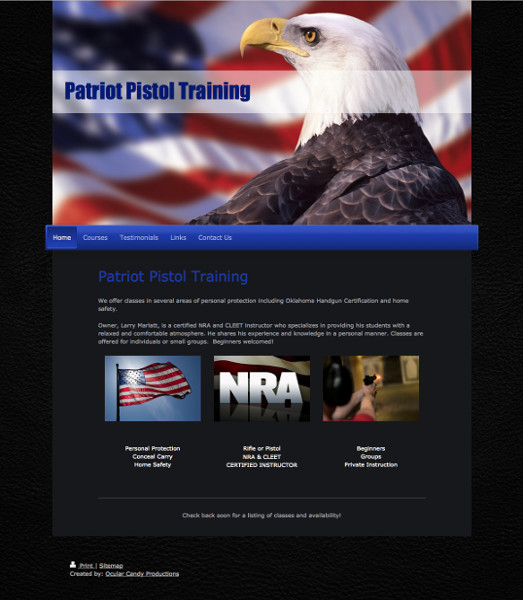 Patriot Pistol Training
Home Courses Testimonials Links Contact Us
Patriot Pistol Training
We offer classes in several areas of personal protection including Oklahoma Handgun Certification and home
safety.
Owner, Larry Marlatt, is a certified NRA and CLEET instructor who specializes in providing his students with a
relaxed and comfortable atmosphere. He shares his experience and knowledge in a personal manner. Classes are
offered for individuals or small groups. Beginners welcomed!
NRA
Personal Protection
Conceal Carry
Home Safety
Rifle or Pistol
NRA & CLEET
CERTIFIED INSTRUCTOR
Beginners
Groups
Private Instruction
Check back soon for a listing of classes and availability!
Print | Sitemap
Created by: Ocular Candy Productions